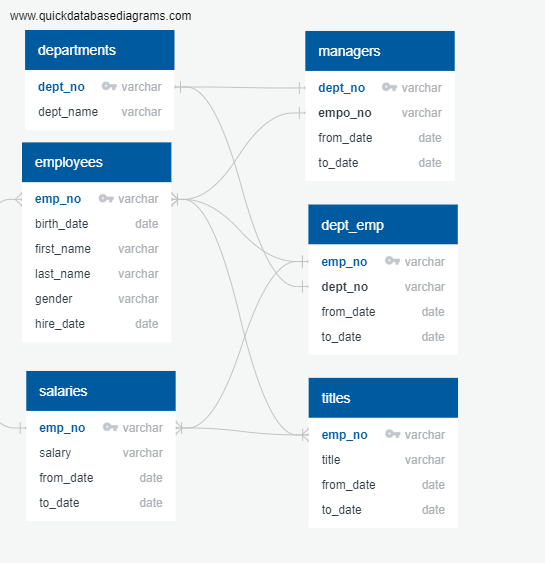 www.quickdatabasediagrams.com
departments
dept_no varchar
dept_name varchar
employees
emp_no varchar
birth_date date
first_name varchar
last_name varchar
gender varchar
hire_date date
salaries
emp_no varchar
salary varchar
from_date date
to_date date
managers
dept_no varchar
empo_no varchar
from_date date
to_date date
dept_emp
emp_no varchar
dept_no varchar
from_date date
to_date date
titles
emp_no varchar
title varchar
from_date date
to_date date